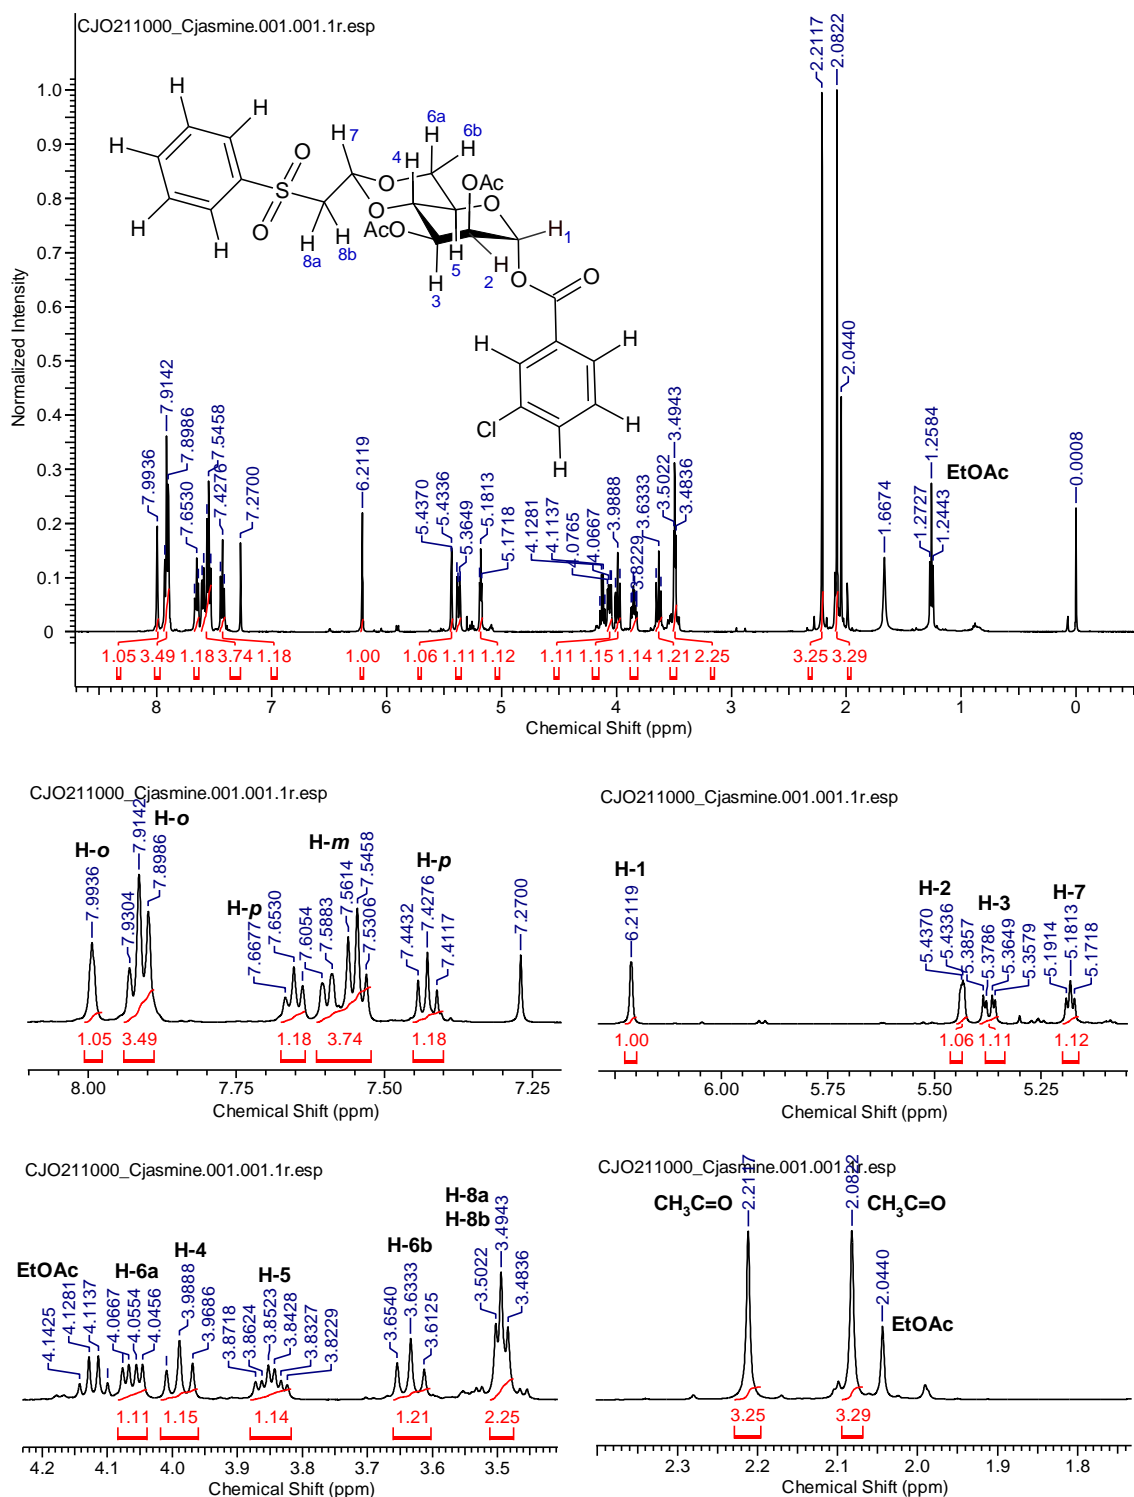 CJO211000_Cjasmine.001.001.1r.esp
2.2117
2.0822
2.0440
H
H
H
H
H
S
O
O
H
7
H
8a
H
8b
O
O
H
4
H
6a
H
6b
OAc
O
H
1
AcO
H
3
H
5
H
2
O
O
H
H
H
H
Cl
Normalized Intensity
1.0
0.9
0.8
0.7
0.6
0.5
0.4
0.3
0.2
0.1
0
7.9936
7.9142
7.8986
7.6530
7.5458
7.4276
7.2700
6.2119
5.4370
5.4336
5.3649
5.1813
5.1718
4.1281
4.1137
4.0765
4.0667
3.9888
3.8229
3.6333
3.5022
3.4943
3.4836
1.6674
1.2727
1.2584
1.2443
EtOAc
0.0008
1.05 3.49 1.18 3.74 1.18 1.00 1.06 1.11 1.12 1.11 1.15 1.14 1.21 2.25 3.25 3.29
8 7 6 5 4 3 2 1 0
Chemical Shift (ppm)
CJO211000_Cjasmine.001.001.1r.esp
H-o
H-o
H-p
H-m
H-p
7.9936
7.9304
7.9142
7.8986
7.6677
7.6530
7.6054
7.5883
7.5614
7.5458
7.5306
7.4432
7.4276
7.4117
7.2700
1.05 3.49 1.18 3.74 1.18
8.00 7.75 7.50 7.25
Chemical Shift (ppm)
CJO211000_Cjasmine.001.001.1r.esp
H-1
H-2
H-3
H-7
6.2119
5.4370
5.4336
5.3857
5.3786
5.3649
5.3579
5.1914
5.1813
5.1718
1.00 1.06 1.11 1.12
6.00 5.75 5.50 5.25
Chemical Shift (ppm)
CJO211000_Cjasmine.001.001.1r.esp
EtOAc
H-6a
H-4
H-5
H-6b
H-8a
H-8b
4.1425
4.1281
4.1137
4.0667
4.0554
4.0456
3.9888
3.9686
3.8718
3.8624
3.8523
3.8428
3.8327
3.8229
3.6540
3.6333
3.6125
3.5022
3.4943
3.4836
1.11 1.15 1.14 1.21 2.25
4.2 4.1 4.0 3.9 3.8 3.7 3.6 3.5
Chemical Shift (ppm)
CJO211000_Cjasmine.001.001.1r.esp
CH3C=O
2.2117
2.0822
CH3C=O
2.0440
EtOAc
3.25 3.29
2.3 2.2 2.1 2.0 1.9 1.8
Chemical Shift (ppm)